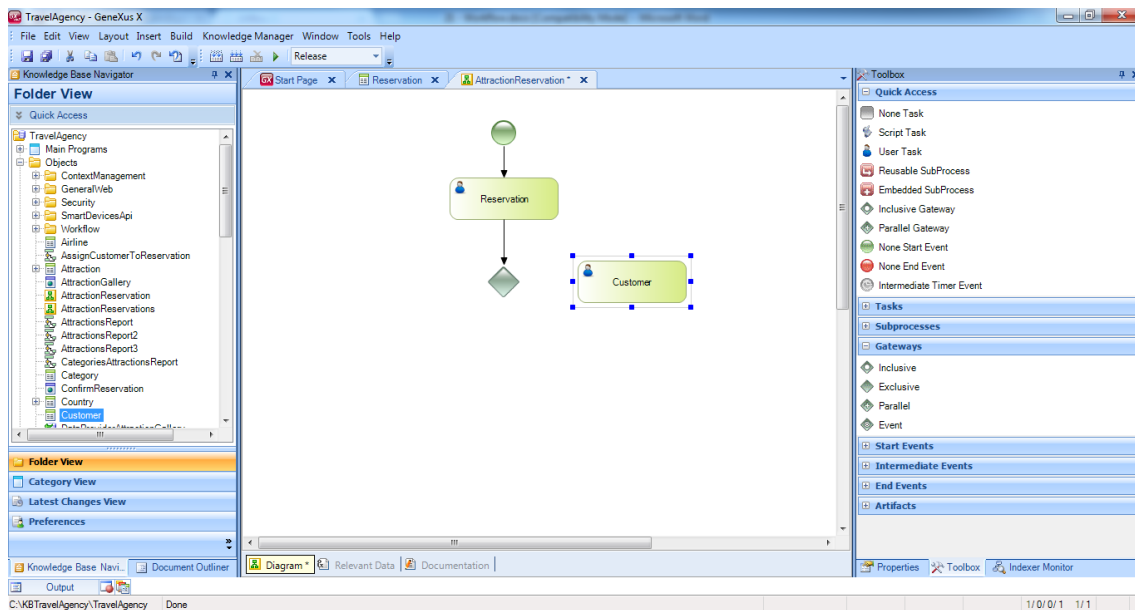 TravelAgency - GeneXus X
File Edit View Layout Insert Build Knowledge Manager Window Tools Help
Release
Knowledge Base Navigator
Folder View
Quick Access
TravelAgency
Main Programs
Objects
ContextManagement
GeneralWeb
Security
SmartDevicesApi
Workflow
Airline
AssignCustomerToReservation
Attraction
AttractionGallery
AttractionReservation
AttractionReservations
AttractionsReport
AttractionsReport2
AttractionsReport3
CategoriesAttractionsReport
Category
ConfirmReservation
Country
Customer
Folder View
Category View
Latest Changes View
Preferences
Knowledge Base Navi... Document Outliner
Start Page Reservation AttractionReservation *
Reservation
Customer
Diagram * Relevant Data Documentation
Toolbox
Quick Access
None Task
Script Task
User Task
Reusable SubProcess
Embedded SubProcess
Inclusive Gateway
Parallel Gateway
None Start Event
None End Event
Intermediate Timer Event
Tasks
Subprocesses
Gateways
Inclusive
Exclusive
Parallel
Event
Start Events
Intermediate Events
End Events
Artifacts
Properties Toolbox Indexer Monitor
Output
C:\KBTravelAgency\TravelAgency Done 1/0/0/1 1/1